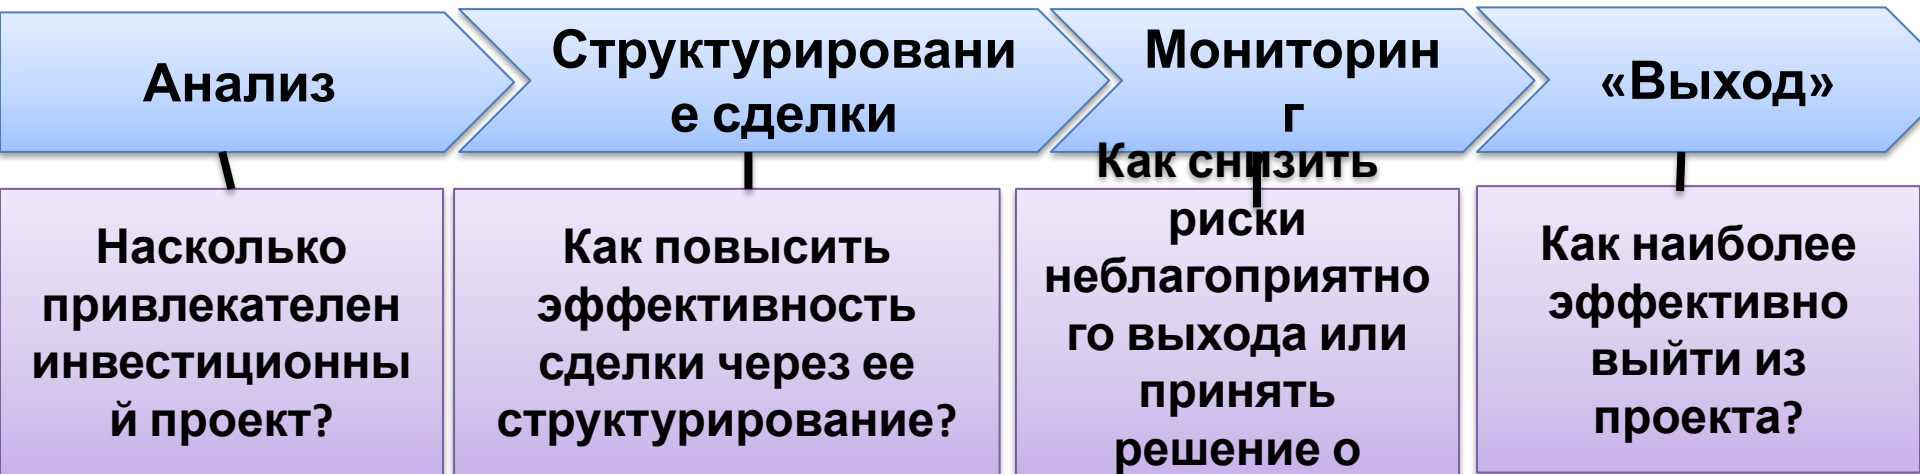 Анализ
Структурировани
е сделки
Мониторин
г
«Выход»
Насколько
привлекателен
инвестиционны
й проект?
Как повысить
эффективность
сделки через ее
структурирование?
Как снизить
риски
неблагоприятно
го выхода или
принять
решение о
Как наиболее
эффективно
выйти из
проекта?